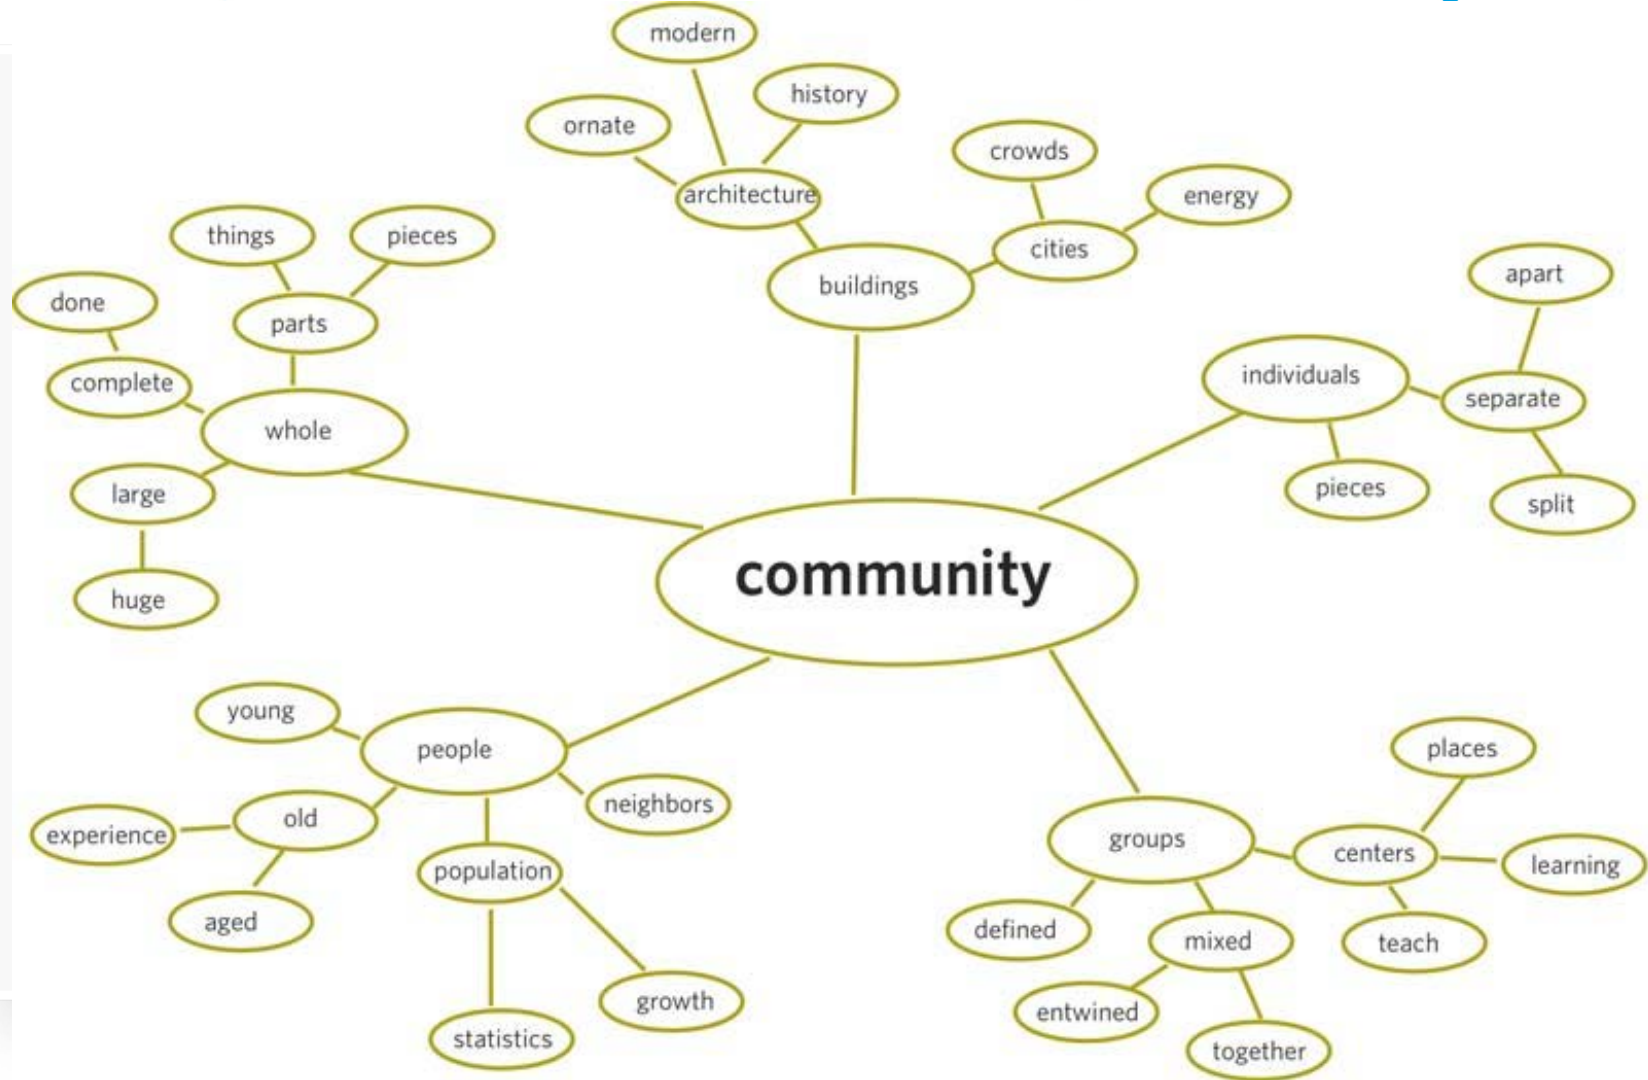 modern
history
ornate
crowds
architecture
energy
things
pieces
cities
buildings
apart
done
parts
individuals
complete
separate
whole
large
pieces
split
community
huge
young
people
places
neighbors
old
experience
groups
centers
learning
population
aged
defined
mixed
teach
growth
entwined
statistics
together